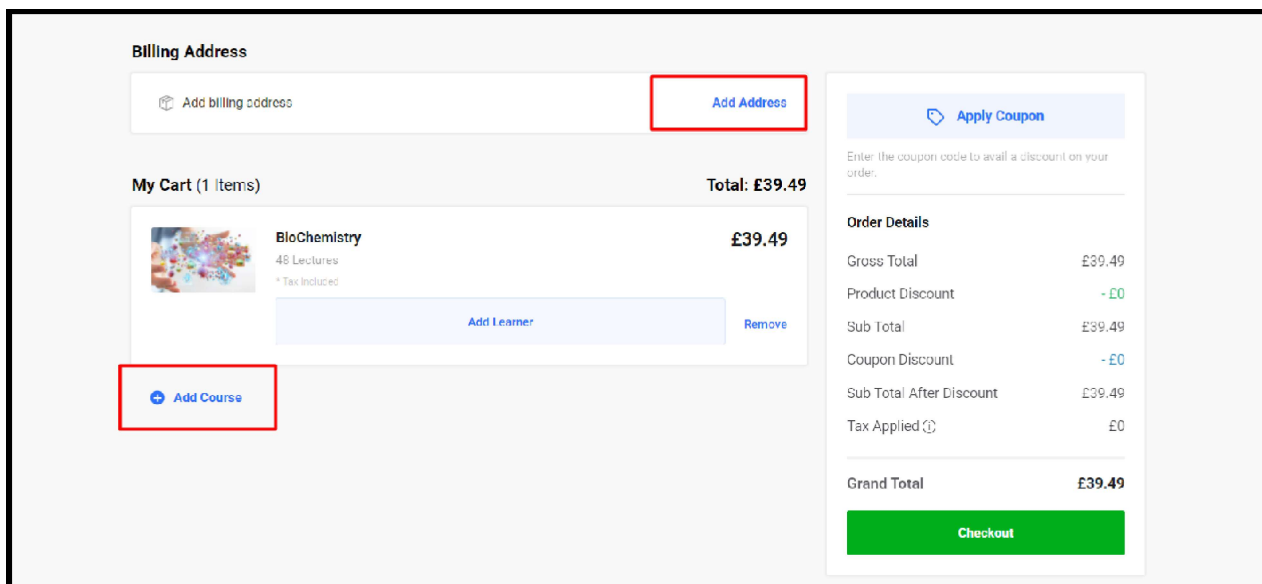 Billing Address
Add billing address
Add Address
My Cart (1 Items)
Total: £39.49
BioChemistry
£39.49
48 Lectures
* Tax Included
Add Learner
Remove
Add Course
Apply Coupon
Enter the coupon code to avail a discount on your
order.
Order Details
Gross Total £39.49
Product Discount - £0
Sub Total £39.49
Coupon Discount - £0
Sub Total After Discount £39.49
Tax Applied ⓘ £0
Grand Total £39.49
Checkout